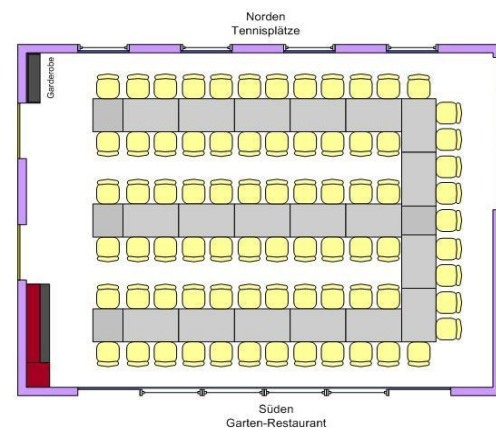 Norden
Tennisplätze
Garderobe
Süden
Garten-Restaurant